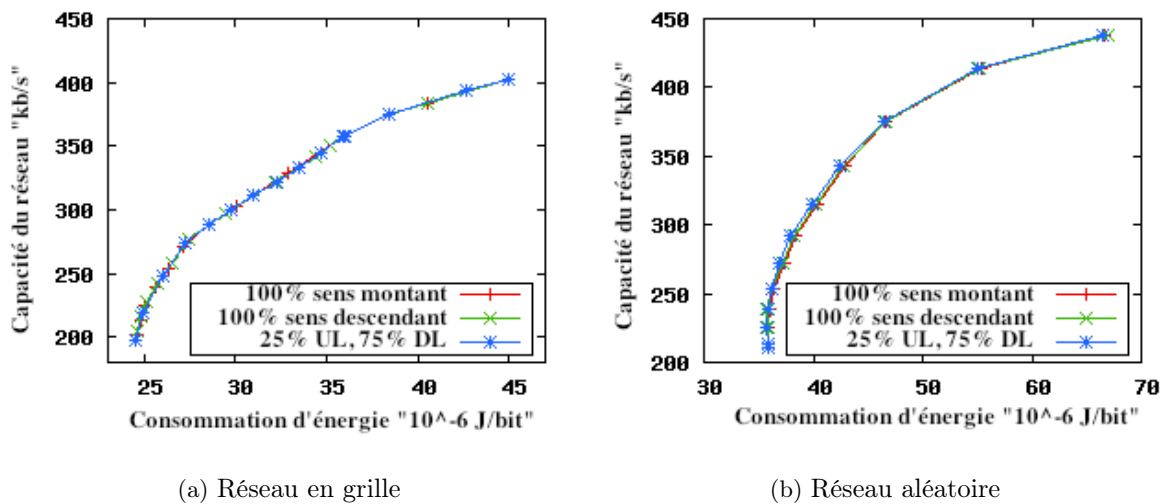 450
400
350
300
250
200
Capacité du réseau "kb/s"
100% sens montant
100% sens descendant
25% UL, 75% DL
25 30 35 40 45
Consommation d'énergie "10^-6 J/bit"
(a) Réseau en grille
450
400
350
300
250
200
Capacité du réseau "kb/s"
100% sens montant
100% sens descendant
25% UL, 75% DL
30 40 50 60 70
Consommation d'énergie "10^-6 J/bit"
(b) Réseau aléatoire